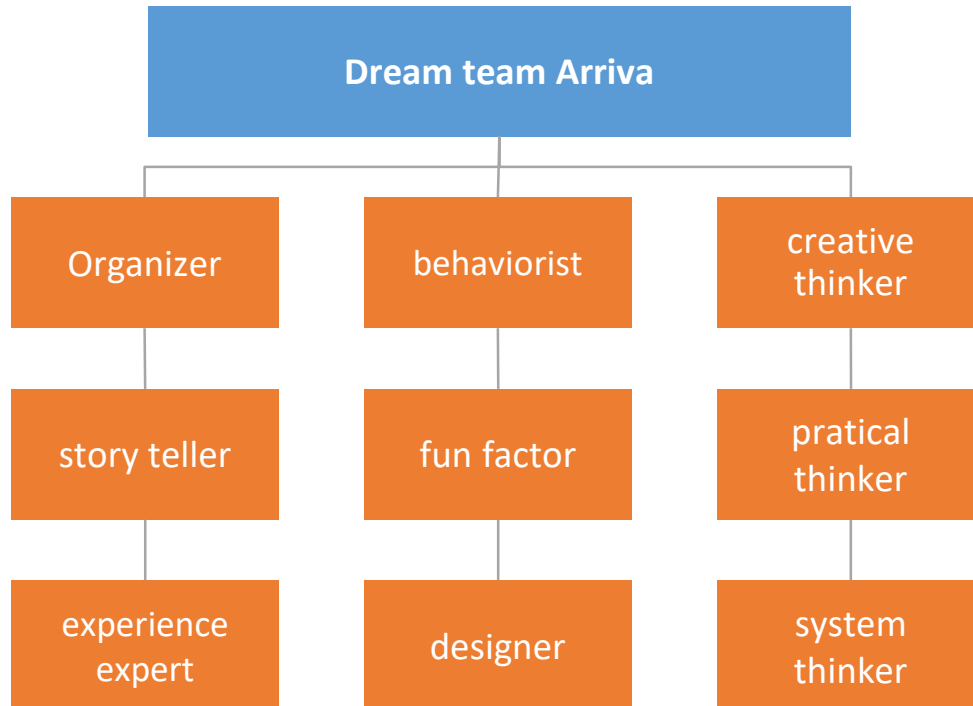 Dream team Arriva
Organizer
behaviorist
creative
thinker
story teller
fun factor
pratical
thinker
experience
expert
designer
system
thinker